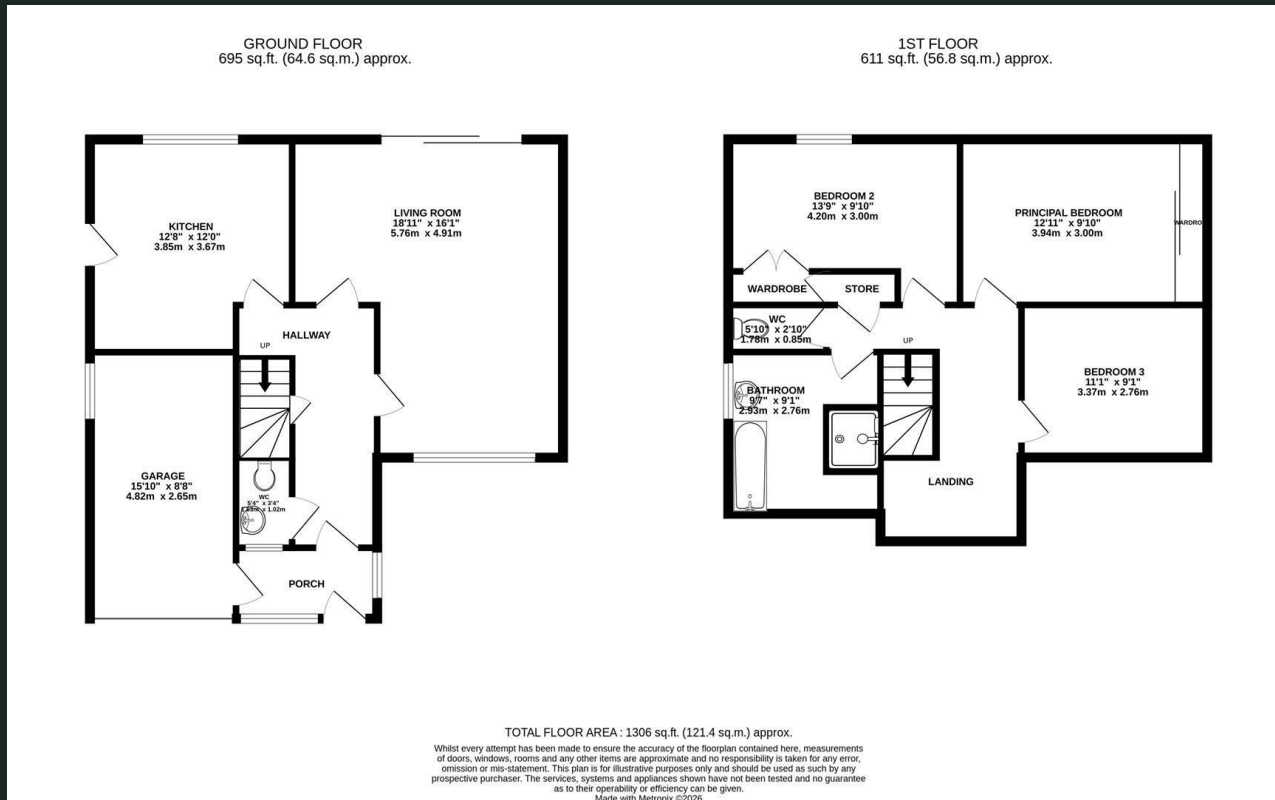 GROUND FLOOR
695 sq.ft. (64.6 sq.m.) approx.
1ST FLOOR
611 sq.ft. (56.8 sq.m.) approx.
KITCHEN
12'8" x 12'0"
3.85m x 3.67m
LIVING ROOM
18'11" x 16'1"
5.76m x 4.91m
HALLWAY
UP
GARAGE
15'10" x 8'8"
4.82m x 2.65m
WC
5'4" x 3'4"
x 1.02m
PORCH
BEDROOM 2
13'9" x 9'10"
4.20m x 3.00m
PRINCIPAL BEDROOM
12'11" x 9'10"
3.94m x 3.00m
WARDRO
WARDROBE
STORE
WC
5'10" x 2'10"
1.78m x 0.85m
UP
BEDROOM 3
11'1" x 9'1"
3.37m x 2.76m
BATHROOM
9'7" x 9'1"
2.93m x 2.76m
LANDING
TOTAL FLOOR AREA : 1306 sq.ft. (121.4 sq.m.) approx.
Whilst every attempt has been made to ensure the accuracy of the floorplan contained here, measurements
of doors, windows, rooms and any other items are approximate and no responsibility is taken for any error,
omission or mis-statement. This plan is for illustrative purposes only and should be used as such by any
prospective purchaser. The services, systems and appliances shown have not been tested and no guarantee
as to their operability or efficiency can be given.
Made with Metropix ©2026